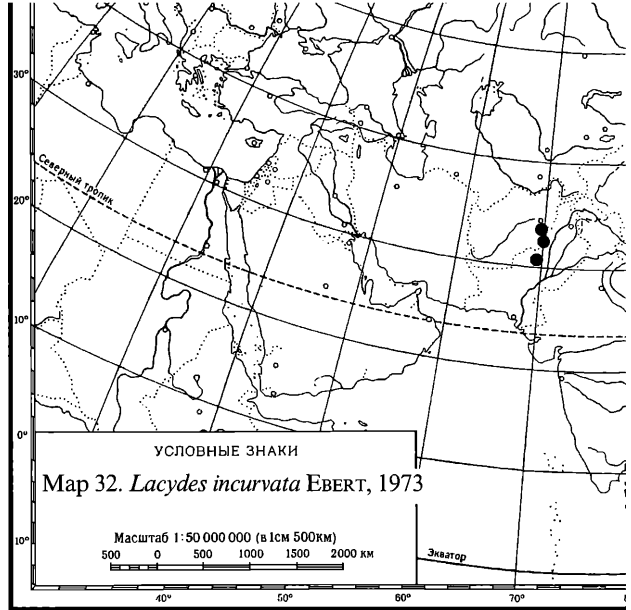 30°
Северный тропик
20°
10°
0°
10°
УСЛОВНЫЕ ЗНАКИ
Map 32. Lacydes incurvata EBERT, 1973
Масштаб 1:50 000 000 (в 1см 500км)
500 0 500 1000 1500 2000 км
Экватор
40° 50° 60° 70° 8